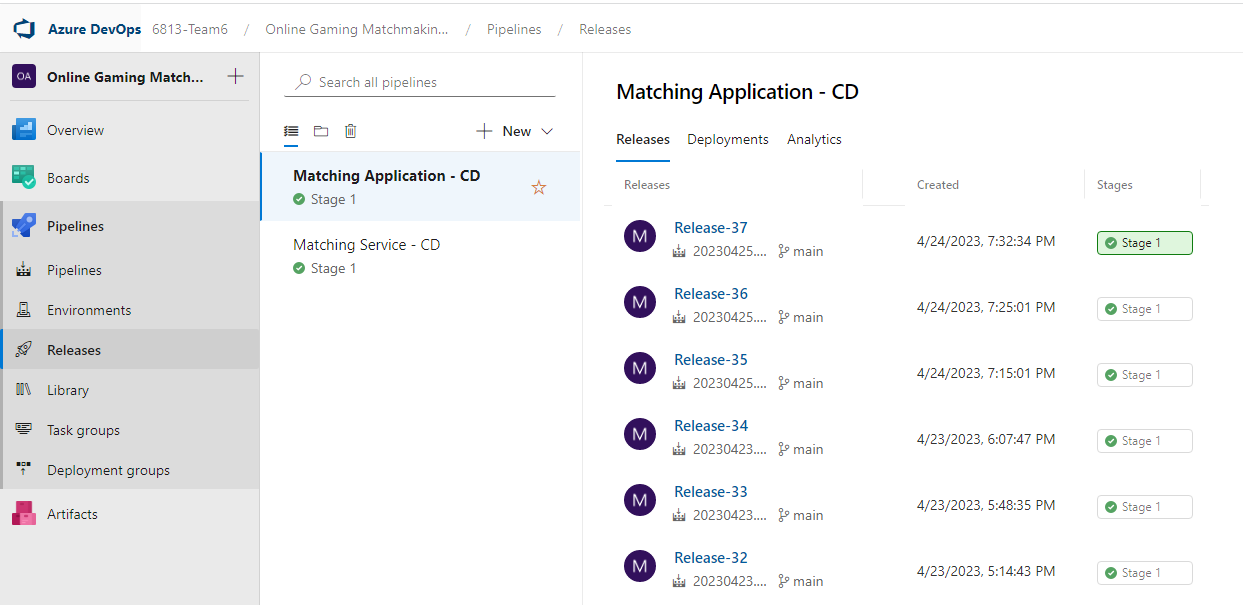 Azure DevOps 6813-Team6 / Online Gaming Matchmakin... / Pipelines / Releases
OA Online Gaming Match...
Overview
Boards
Pipelines
Pipelines
Environments
Releases
Library
Task groups
Deployment groups
Artifacts
Search all pipelines
New
Matching Application - CD
Stage 1
Matching Service - CD
Stage 1
Matching Application - CD
Releases Deployments Analytics
Releases Created Stages
M Release-37
20230425.... main 4/24/2023, 7:32:34 PM Stage 1
M Release-36
20230425.... main 4/24/2023, 7:25:01 PM Stage 1
M Release-35
20230425.... main 4/24/2023, 7:15:01 PM Stage 1
M Release-34
20230423.... main 4/23/2023, 6:07:47 PM Stage 1
M Release-33
20230423.... main 4/23/2023, 5:48:35 PM Stage 1
M Release-32
20230423.... main 4/23/2023, 5:14:43 PM Stage 1